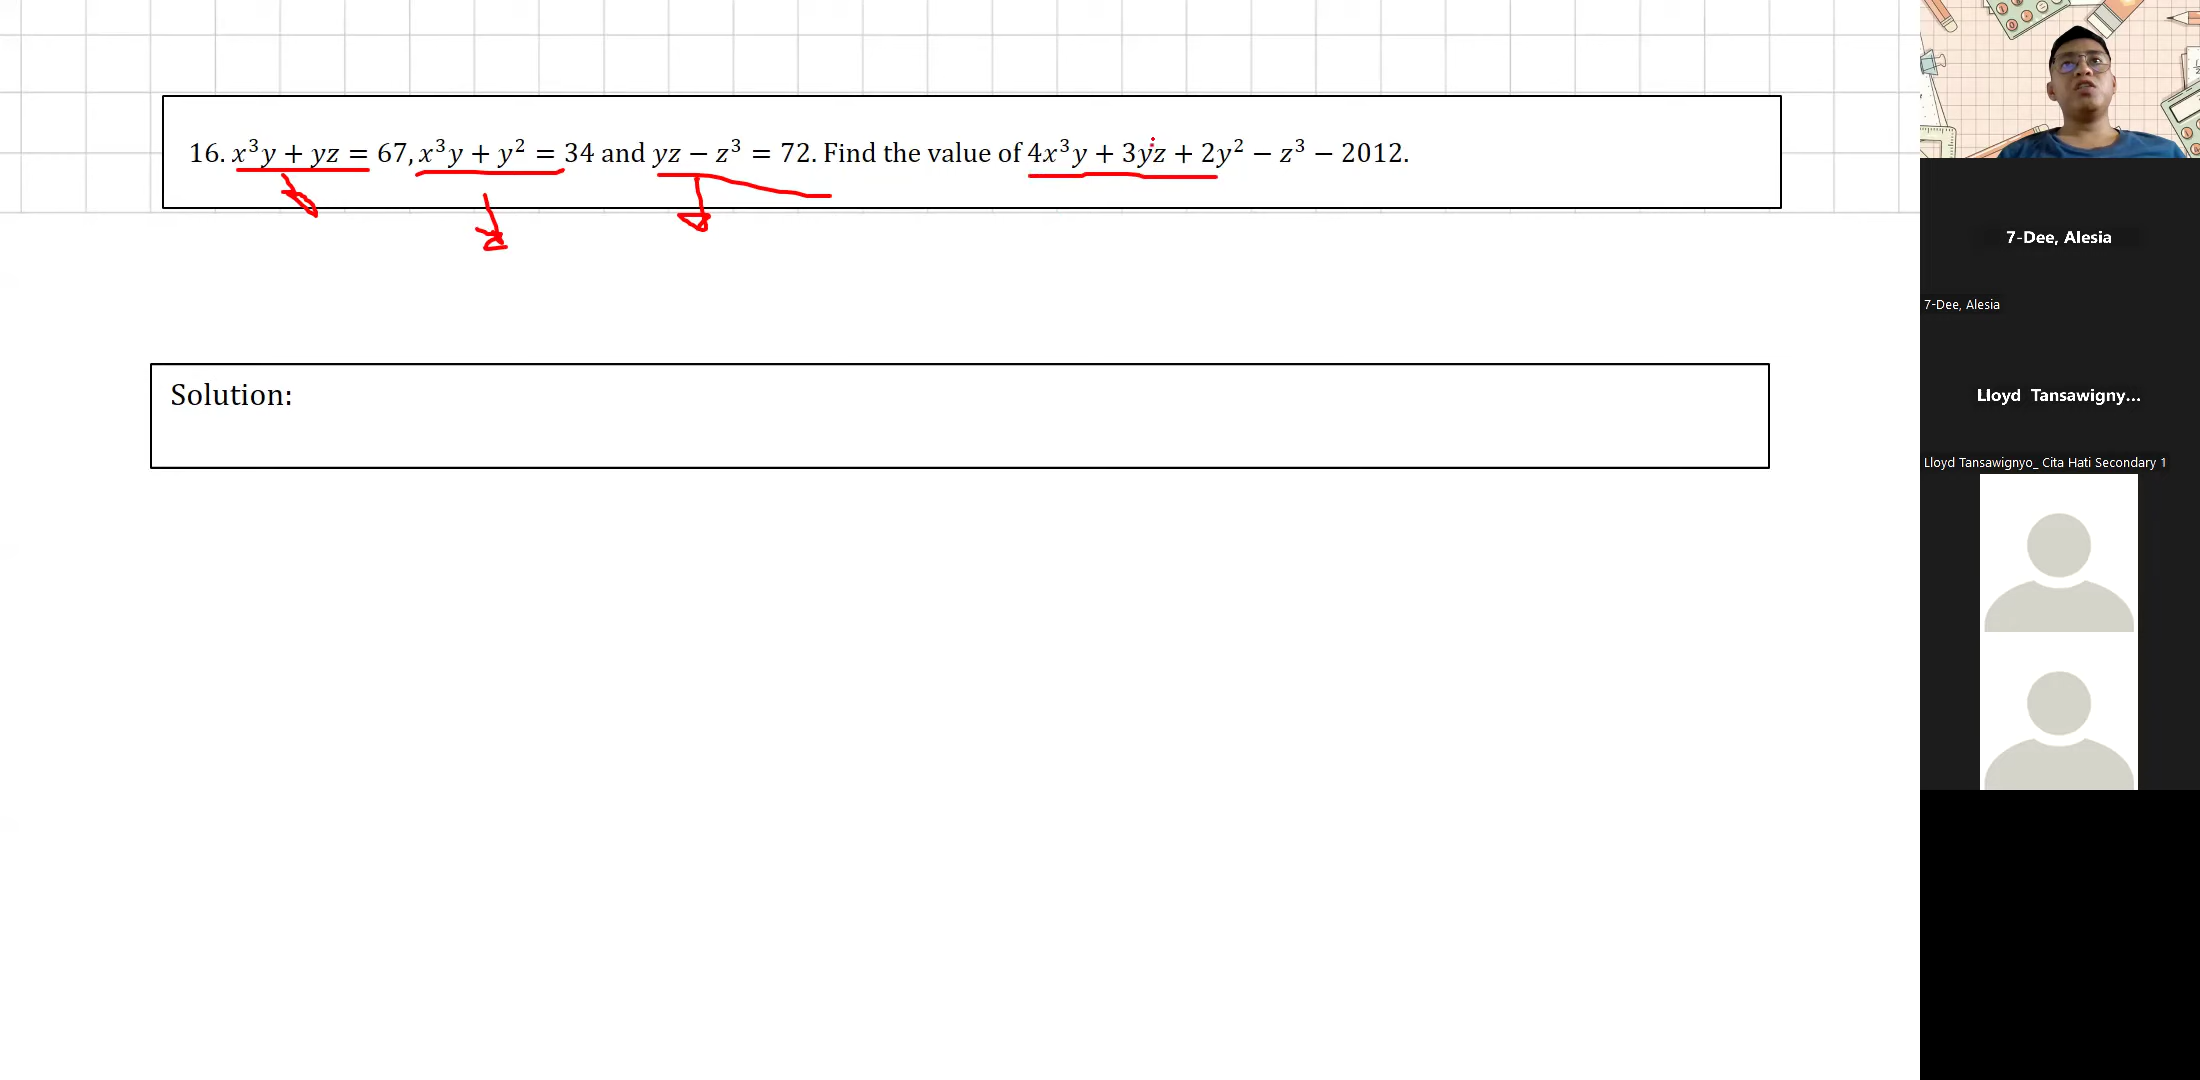 16. x³y + yz = 67, x³y + y² = 34 and yz − z³ = 72. Find the value of 4x³y + 3yz + 2y² − z³ − 2012.
Solution:
7-Dee, Alesia
7-Dee, Alesia
Lloyd Tansawigny...
Lloyd Tansawignyo_ Cita Hati Secondary 1